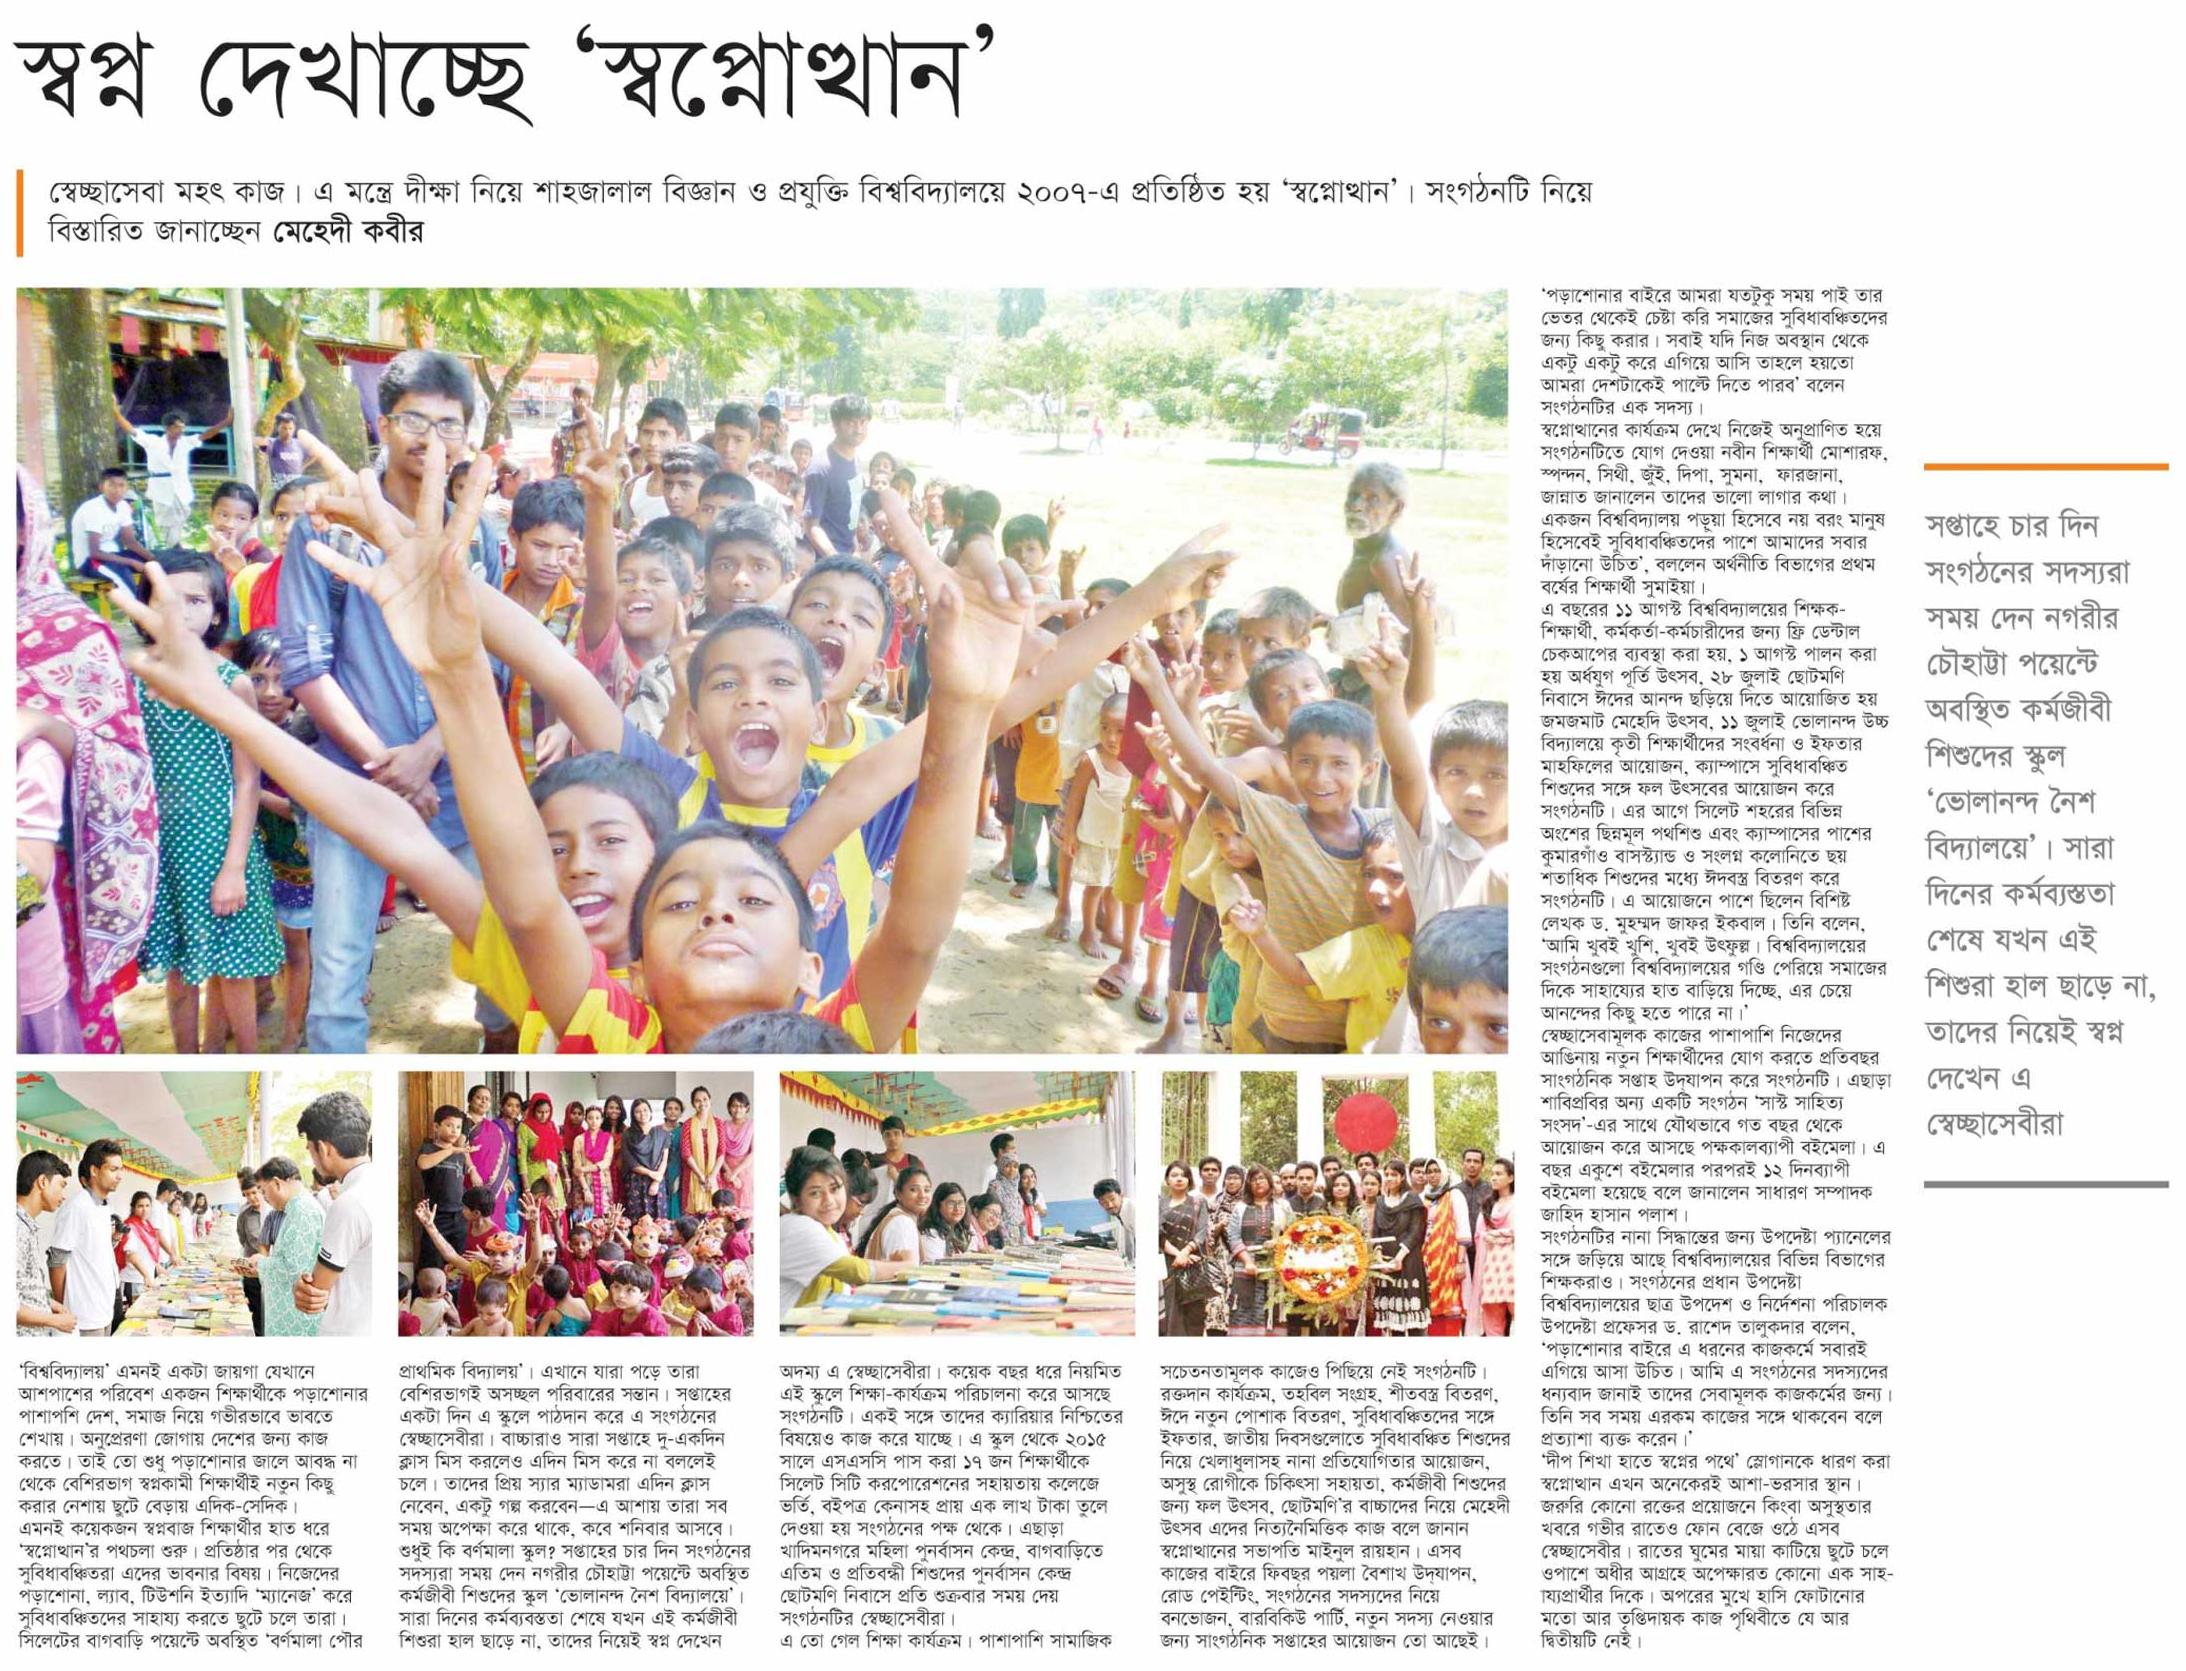 স্বপ্ন দেখাচ্ছে ‘স্বপ্নোত্থান’
স্বেচ্ছাসেবা মহৎ কাজ। এ মন্ত্রে দীক্ষা নিয়ে শাহজালাল বিজ্ঞান ও প্রযুক্তি বিশ্ববিদ্যালয়ে ২০০৭-এ প্রতিষ্ঠিত হয় ‘স্বপ্নোত্থান’। সংগঠনটি নিয়ে
বিস্তারিত জানাচ্ছেন মেহেদী কবীর
‘বিশ্ববিদ্যালয়’ এমনই একটা জায়গা যেখানে
আশপাশের পরিবেশ একজন শিক্ষার্থীকে পড়াশোনার
পাশাপশি দেশ, সমাজ নিয়ে গভীরভাবে ভাবতে
শেখায়। অনুপ্রেরণা জোগায় দেশের জন্য কাজ
করতে। তাই তো শুধু পড়াশোনার জালে আবদ্ধ না
থেকে বেশিরভাগ স্বপ্নকামী শিক্ষার্থীই নতুন কিছু
করার নেশায় ছুটে বেড়ায় এদিক-সেদিক।
এমনই কয়েকজন স্বপ্নবাজ শিক্ষার্থীর হাত ধরে
‘স্বপ্নোত্থান’র পথচলা শুরু। প্রতিষ্ঠার পর থেকে
সুবিধাবঞ্চিতরা এদের ভাবনার বিষয়। নিজেদের
পড়াশোনা, ল্যাব, টিউশনি ইত্যাদি ‘ম্যানেজ’ করে
সুবিধাবঞ্চিতদের সাহায্য করতে ছুটে চলে তারা।
সিলেটের বাগবাড়ি পয়েন্টে অবস্থিত ‘বর্ণমালা পৌর
প্রাথমিক বিদ্যালয়’। এখানে যারা পড়ে তারা
বেশিরভাগই অসচ্ছল পরিবারের সন্তান। সপ্তাহের
একটা দিন এ স্কুলে পাঠদান করে এ সংগঠনের
স্বেচ্ছাসেবীরা। বাচ্চারাও সারা সপ্তাহে দু-একদিন
ক্লাস মিস করলেও এদিন মিস করে না বললেই
চলে। তাদের প্রিয় স্যার ম্যাডামরা এদিন ক্লাস
নেবেন, একটু গল্প করবেন—এ আশায় তারা সব
সময় অপেক্ষা করে থাকে, কবে শনিবার আসবে।
শুধুই কি বর্ণমালা স্কুল? সপ্তাহের চার দিন সংগঠনের
সদস্যরা সময় দেন নগরীর চৌহাট্টা পয়েন্টে অবস্থিত
কর্মজীবী শিশুদের স্কুল ‘ভোলানন্দ নৈশ বিদ্যালয়ে’।
সারা দিনের কর্মব্যবস্ততা শেষে যখন এই কর্মজীবী
শিশুরা হাল ছাড়ে না, তাদের নিয়েই স্বপ্ন দেখেন
অদম্য এ স্বেচ্ছাসেবীরা। কয়েক বছর ধরে নিয়মিত
এই স্কুলে শিক্ষা-কার্যক্রম পরিচালনা করে আসছে
সংগঠনটি। একই সঙ্গে তাদের ক্যারিয়ার নিশ্চিতের
বিষয়েও কাজ করে যাচ্ছে। এ স্কুল থেকে ২০১৫
সালে এসএসসি পাস করা ১৭ জন শিক্ষার্থীকে
সিলেট সিটি করপোরেশনের সহায়তায় কলেজে
ভর্তি, বইপত্র কেনাসহ প্রায় এক লাখ টাকা তুলে
দেওয়া হয় সংগঠনের পক্ষ থেকে। এছাড়া
খাদিমনগরে মহিলা পুনর্বাসন কেন্দ্র, বাগবাড়িতে
এতিম ও প্রতিবন্ধী শিশুদের পুনর্বাসন কেন্দ্র
ছোটমণি নিবাসে প্রতি শুক্রবার সময় দেয়
সংগঠনটির স্বেচ্ছাসেবীরা।
এ তো গেল শিক্ষা কার্যক্রম। পাশাপাশি সামাজিক
সচেতনতামূলক কাজেও পিছিয়ে নেই সংগঠনটি।
রক্তদান কার্যক্রম, তহবিল সংগ্রহ, শীতবস্ত্র বিতরণ,
ঈদে নতুন পোশাক বিতরণ, সুবিধাবঞ্চিতদের সঙ্গে
ইফতার, জাতীয় দিবসগুলোতে সুবিধাবঞ্চিত শিশুদের
নিয়ে খেলাধুলাসহ নানা প্রতিযোগিতার আয়োজন,
অসুস্থ রোগীকে চিকিৎসা সহায়তা, কর্মজীবী শিশুদের
জন্য ফল উৎসব, ছোটমণি’র বাচ্চাদের নিয়ে মেহেদী
উৎসব এদের নিত্যনৈমিত্তিক কাজ বলে জানান
স্বপ্নোত্থানের সভাপতি মাইনুল রায়হান। এসব
কাজের বাইরে ফিবছর পয়লা বৈশাখ উদ্‌যাপন,
রোড পেইন্টিং, সংগঠনের সদস্যদের নিয়ে
বনভোজন, বারবিকিউ পার্টি, নতুন সদস্য নেওয়ার
জন্য সাংগঠনিক সপ্তাহের আয়োজন তো আছেই।
‘পড়াশোনার বাইরে আমরা যতটুকু সময় পাই তার
ভেতর থেকেই চেষ্টা করি সমাজের সুবিধাবঞ্চিতদের
জন্য কিছু করার। সবাই যদি নিজ অবস্থান থেকে
একটু একটু করে এগিয়ে আসি তাহলে হয়তো
আমরা দেশটাকেই পাল্টে দিতে পারব’ বলেন
সংগঠনটির এক সদস্য।
স্বপ্নোত্থানের কার্যক্রম দেখে নিজেই অনুপ্রাণিত হয়ে
সংগঠনটিতে যোগ দেওয়া নবীন শিক্ষার্থী মোশারফ,
স্পন্দন, সিথী, জুঁই, দিপা, সুমনা, ফারজানা,
জান্নাত জানালেন তাদের ভালো লাগার কথা।
একজন বিশ্ববিদ্যালয় পড়ুয়া হিসেবে নয় বরং মানুষ
হিসেবেই সুবিধাবঞ্চিতদের পাশে আমাদের সবার
দাঁড়ানো উচিত’, বললেন অর্থনীতি বিভাগের প্রথম
বর্ষের শিক্ষার্থী সুমাইয়া।
এ বছরের ১১ আগস্ট বিশ্ববিদ্যালয়ের শিক্ষক-
শিক্ষার্থী, কর্মকর্তা-কর্মচারীদের জন্য ফ্রি ডেন্টাল
চেকআপের ব্যবস্থা করা হয়, ১ আগস্ট পালন করা
হয় অর্ধযুগ পূর্তি উৎসব, ২৮ জুলাই ছোটমণি
নিবাসে ঈদের আনন্দ ছড়িয়ে দিতে আয়োজিত হয়
জমজমাট মেহেদি উৎসব, ১১ জুলাই ভোলানন্দ উচ্চ
বিদ্যালয়ে কৃতী শিক্ষার্থীদের সংবর্ধনা ও ইফতার
মাহফিলের আয়োজন, ক্যাম্পাসে সুবিধাবঞ্চিত
শিশুদের সঙ্গে ফল উৎসবের আয়োজন করে
সংগঠনটি। এর আগে সিলেট শহরের বিভিন্ন
অংশের ছিন্নমূল পথশিশু এবং ক্যাম্পাসের পাশের
কুমারগাঁও বাসস্ট্যান্ড ও সংলগ্ন কলোনিতে ছয়
শতাধিক শিশুদের মধ্যে ঈদবস্ত্র বিতরণ করে
সংগঠনটি। এ আয়োজনে পাশে ছিলেন বিশিষ্ট
লেখক ড. মুহম্মদ জাফর ইকবাল। তিনি বলেন,
‘আমি খুবই খুশি, খুবই উৎফুল্ল। বিশ্ববিদ্যালয়ের
সংগঠনগুলো বিশ্ববিদ্যালয়ের গণ্ডি পেরিয়ে সমাজের
দিকে সাহায্যের হাত বাড়িয়ে দিচ্ছে, এর চেয়ে
আনন্দের কিছু হতে পারে না।’
স্বেচ্ছাসেবামূলক কাজের পাশাপাশি নিজেদের
আঙিনায় নতুন শিক্ষার্থীদের যোগ করতে প্রতিবছর
সাংগঠনিক সপ্তাহ উদ্‌যাপন করে সংগঠনটি। এছাড়া
শাবিপ্রবির অন্য একটি সংগঠন ‘সাস্ট সাহিত্য
সংসদ’-এর সাথে যৌথভাবে গত বছর থেকে
আয়োজন করে আসছে পক্ষকালব্যাপী বইমেলা। এ
বছর একুশে বইমেলার পরপরই ১২ দিনব্যাপী
বইমেলা হয়েছে বলে জানালেন সাধারণ সম্পাদক
জাহিদ হাসান পলাশ।
সংগঠনটির নানা সিদ্ধান্তের জন্য উপদেষ্টা প্যানেলের
সঙ্গে জড়িয়ে আছে বিশ্ববিদ্যালয়ের বিভিন্ন বিভাগের
শিক্ষকরাও। সংগঠনের প্রধান উপদেষ্টা
বিশ্ববিদ্যালয়ের ছাত্র উপদেশ ও নির্দেশনা পরিচালক
উপদেষ্টা প্রফেসর ড. রাশেদ তালুকদার বলেন,
‘পড়াশোনার বাইরে এ ধরনের কাজকর্মে সবারই
এগিয়ে আসা উচিত। আমি এ সংগঠনের সদস্যদের
ধন্যবাদ জানাই তাদের সেবামূলক কাজকর্মের জন্য।
তিনি সব সময় এরকম কাজের সঙ্গে থাকবেন বলে
প্রত্যাশা ব্যক্ত করেন।’
‘দীপ শিখা হাতে স্বপ্নের পথে’ স্লোগানকে ধারণ করা
স্বপ্নোত্থান এখন অনেকেরই আশা-ভরসার স্থান।
জরুরি কোনো রক্তের প্রয়োজনে কিংবা অসুস্থতার
খবরে গভীর রাতেও ফোন বেজে ওঠে এসব
স্বেচ্ছাসেবীর। রাতের ঘুমের মায়া কাটিয়ে ছুটে চলে
ওপাশে অধীর আগ্রহে অপেক্ষারত কোনো এক সাহ-
ায্যপ্রার্থীর দিকে। অপরের মুখে হাসি ফোটানোর
মতো আর তৃপ্তিদায়ক কাজ পৃথিবীতে যে আর
দ্বিতীয়টি নেই।
সপ্তাহে চার দিন
সংগঠনের সদস্যরা
সময় দেন নগরীর
চৌহাট্টা পয়েন্টে
অবস্থিত কর্মজীবী
শিশুদের স্কুল
‘ভোলানন্দ নৈশ
বিদ্যালয়ে’। সারা
দিনের কর্মব্যস্ততা
শেষে যখন এই
শিশুরা হাল ছাড়ে না,
তাদের নিয়েই স্বপ্ন
দেখেন এ
স্বেচ্ছাসেবীরা